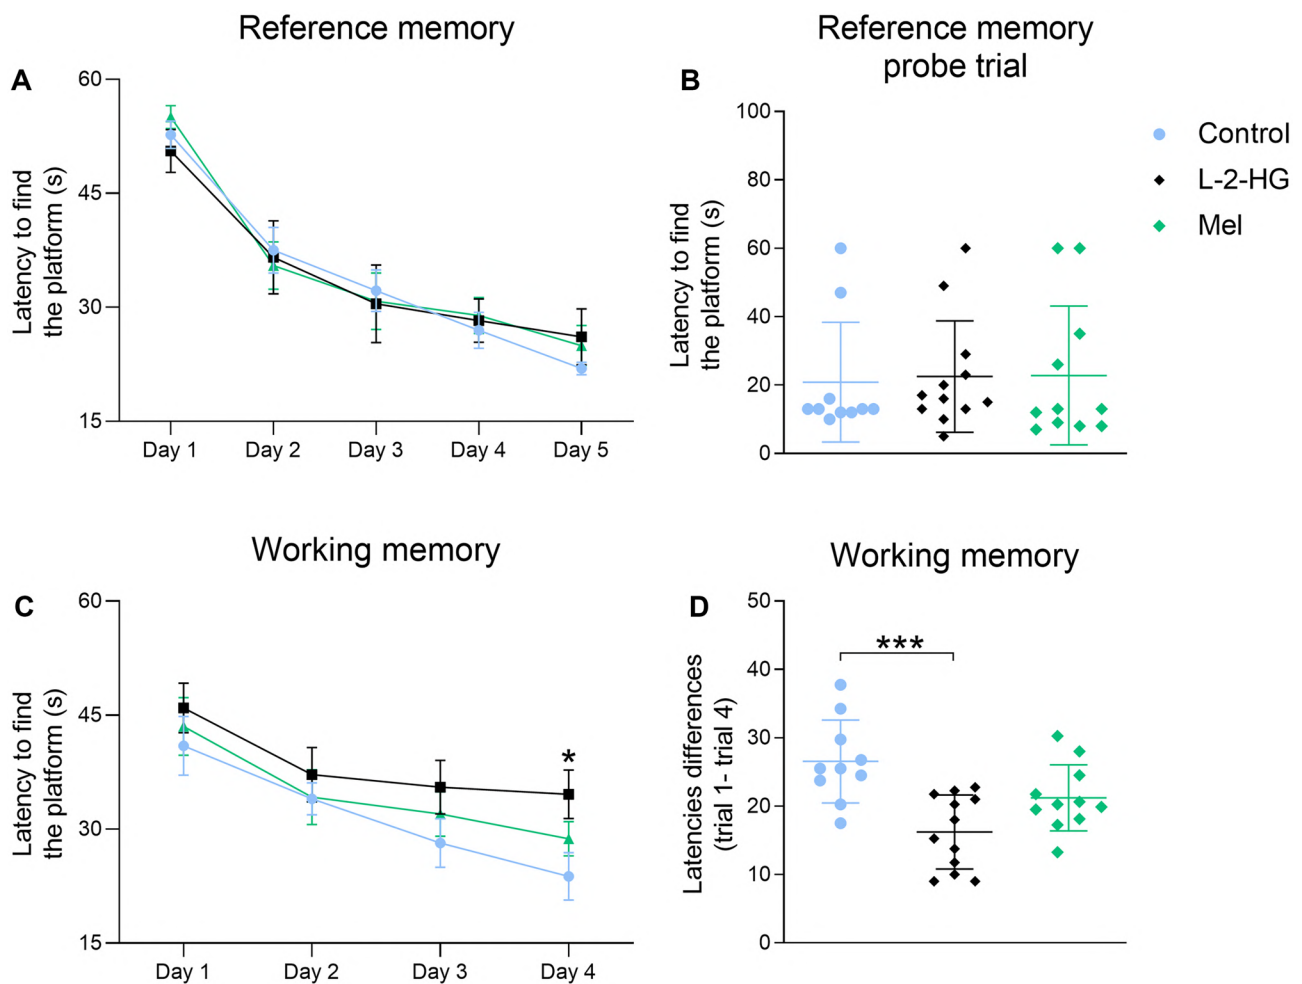 Reference memory
A
Latency to find
the platform (s)
60
45
30
15
Day 1 Day 2 Day 3 Day 4 Day 5
Reference memory
probe trial
B
Latency to find
the platform (s)
100
80
60
40
20
0
Control
L-2-HG
Mel
Working memory
C
Latency to find
the platform (s)
60
45
30
15
*
Day 1 Day 2 Day 3 Day 4
Working memory
D
Latencies differences
(trial 1- trial 4)
50
40
30
20
10
0
***